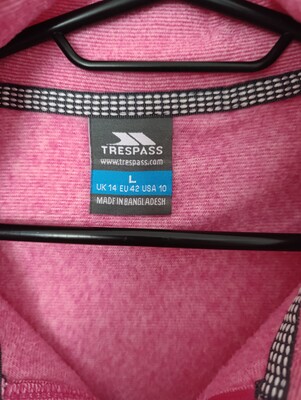 TRESPASS
www.trespass.com
L
UK 14 EU 42 USA 10
MADE IN BANGLADESH